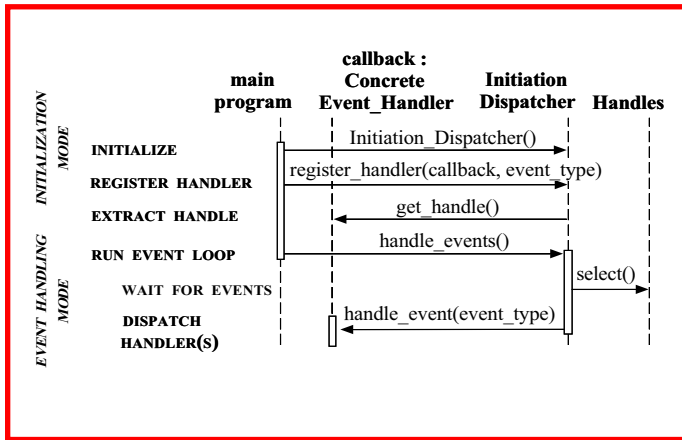 callback :
main Concrete Initiation
program Event_Handler Dispatcher Handles
INITIALIZATION
MODE
INITIALIZE
Initiation_Dispatcher()
REGISTER HANDLER
register_handler(callback, event_type)
EXTRACT HANDLE
get_handle()
EVENT HANDLING
MODE
RUN EVENT LOOP
handle_events()
WAIT FOR EVENTS
select()
DISPATCH
HANDLER(S)
handle_event(event_type)